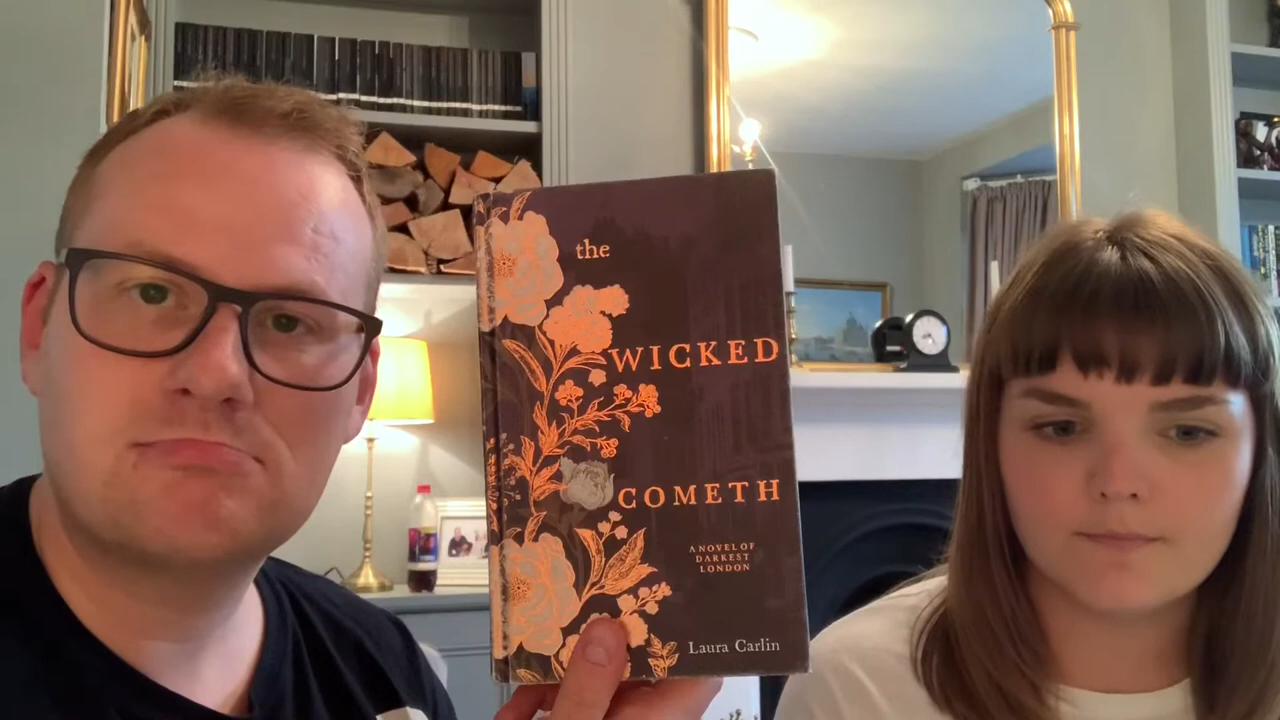 the
WICKED
COMETH
A NOVEL OF
DARKEST
LONDON
Laura Carlin